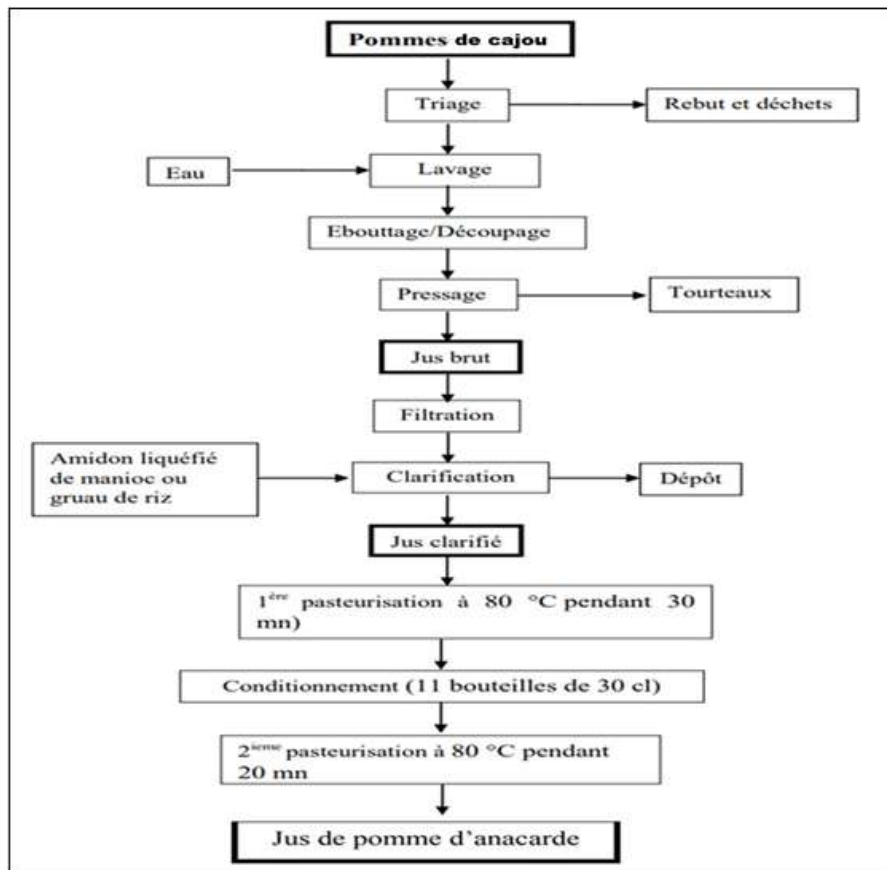 Pommes de cajou
Triage
Rebut et déchets
Eau
Lavage
Ebouttage/Découpage
Pressage
Tourteaux
Jus brut
Filtration
Amidon liquéfié
de manioc ou
gruau de riz
Clarification
Dépôt
Jus clarifié
1ère pasteurisation à 80 °C pendant 30
mn)
Conditionnement (11 bouteilles de 30 cl)
2ieme pasteurisation à 80 °C pendant
20 mn
Jus de pomme d'anacarde